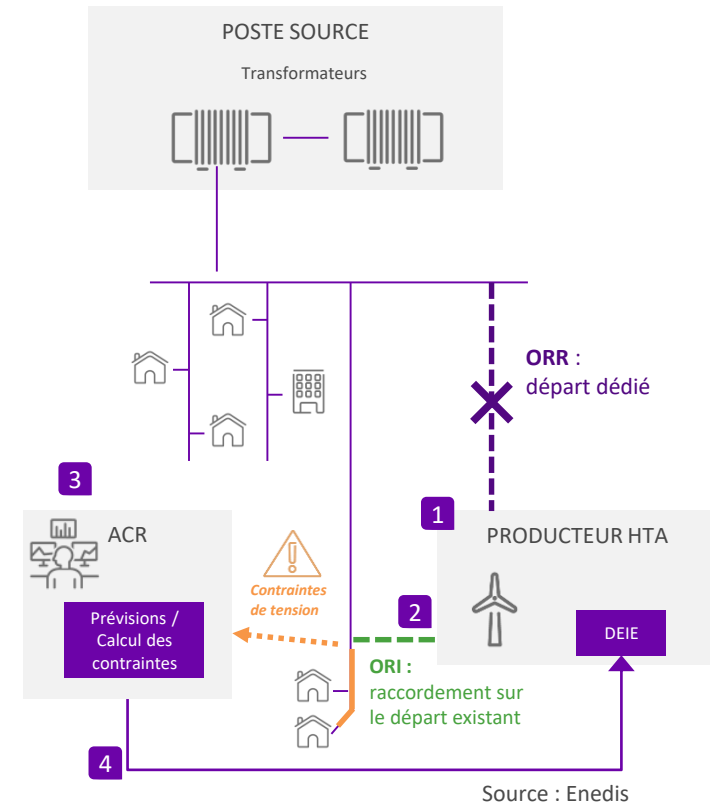 POSTE SOURCE
Transformateurs
ORR :
départ dédié
3
ACR
1
PRODUCTEUR HTA
Contraintes
de tension
2
Prévisions /
Calcul des
contraintes
DEIE
ORI :
raccordement sur
le départ existant
4
Source : Enedis